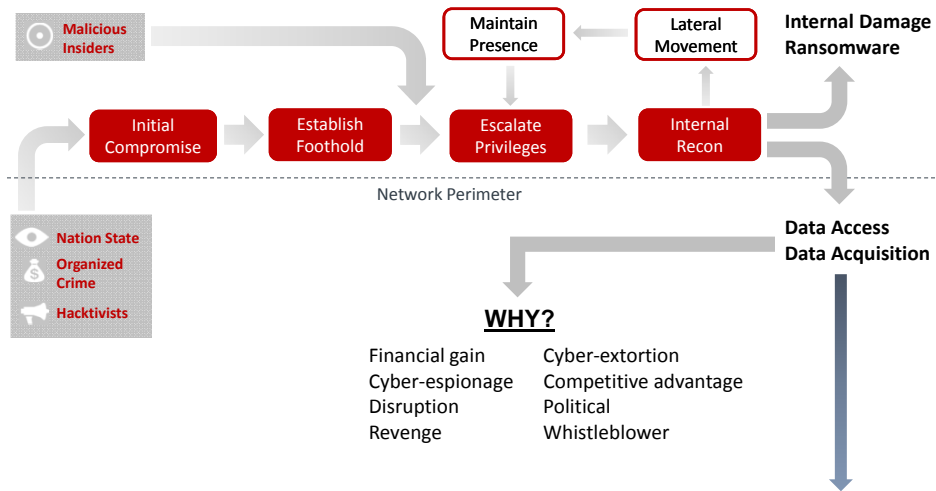 Malicious
Insiders
Maintain
Presence
Lateral
Movement
Internal Damage
Ransomware
Initial
Compromise
Establish
Foothold
Escalate
Privileges
Internal
Recon
Network Perimeter
Nation State
Organized
Crime
Hacktivists
Data Access
Data Acquisition
WHY?
Financial gain
Cyber-espionage
Disruption
Revenge
Cyber-extortion
Competitive advantage
Political
Whistleblower